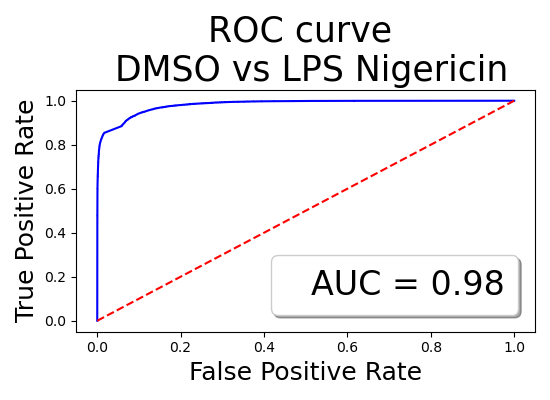 ROC curve
DMSO vs LPS Nigericin
True Positive Rate
1.0
0.8
0.6
0.4
0.2
0.0
AUC = 0.98
0.0 0.2 0.4 0.6 0.8 1.0
False Positive Rate